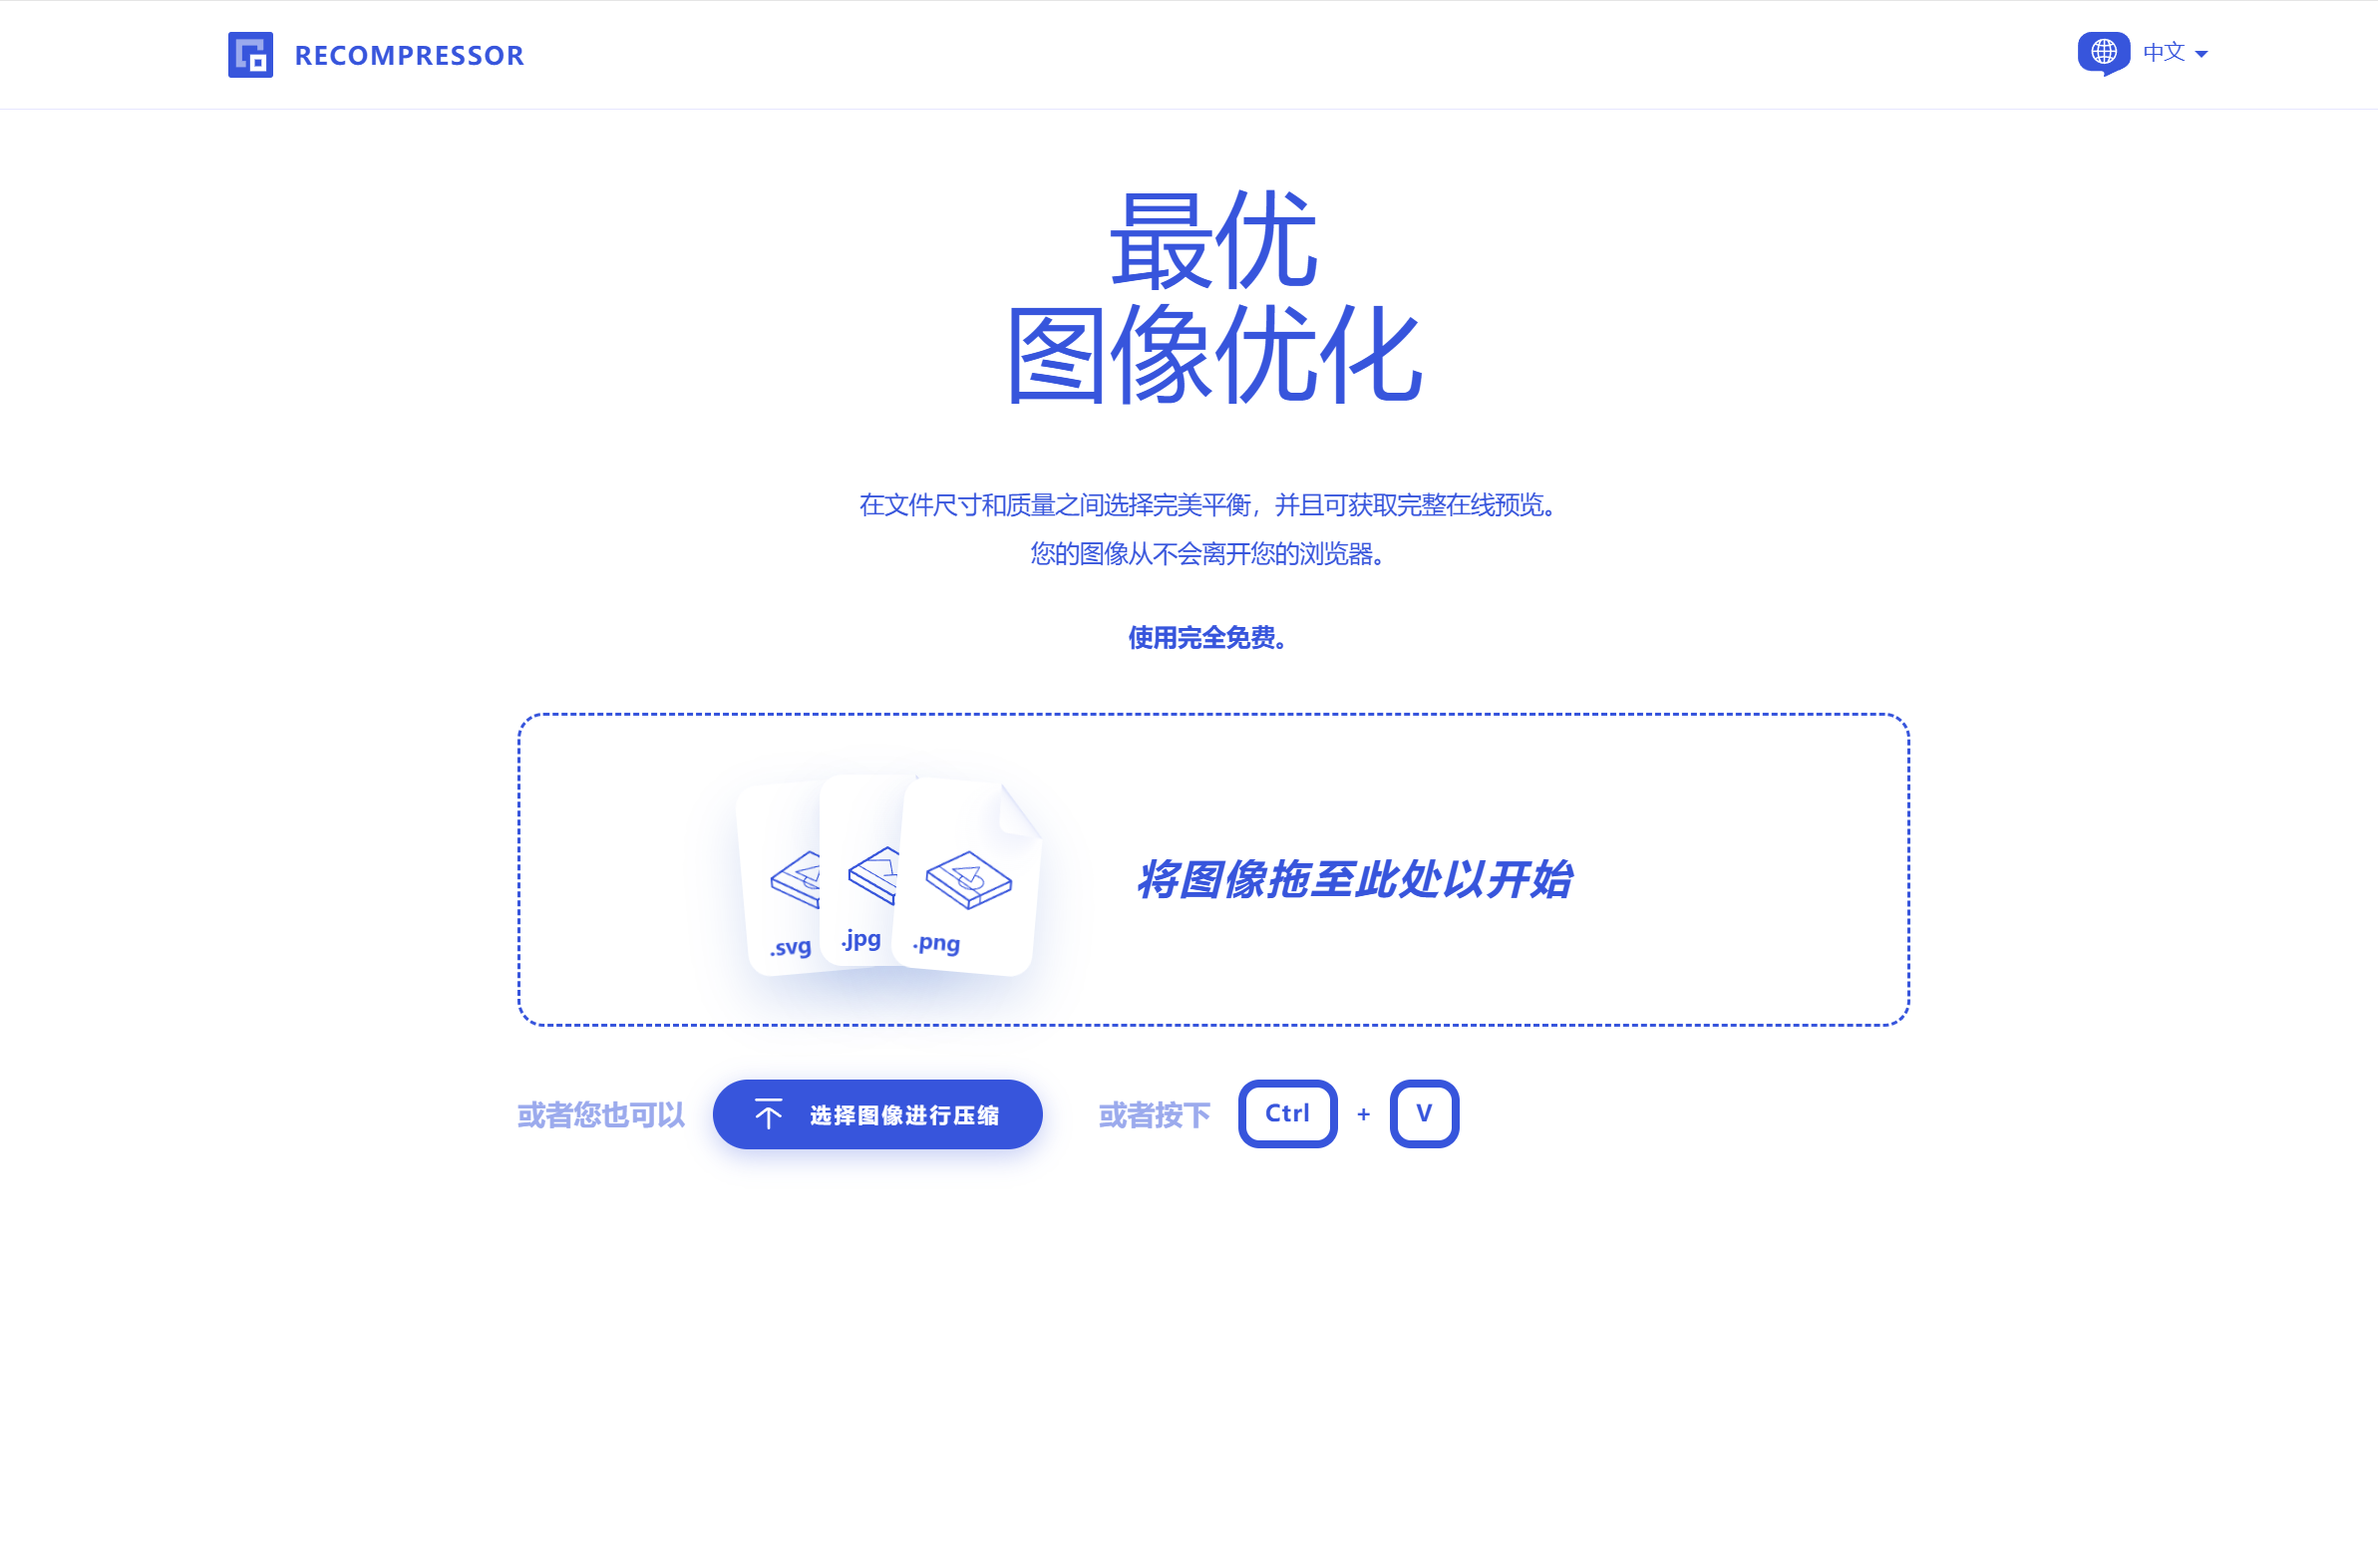 RECOMPRESSOR
中文
最优
图像优化
在文件尺寸和质量之间选择完美平衡，并且可获取完整在线预览。
您的图像从不会离开您的浏览器。
使用完全免费。
.svg
.jpg
.png
将图像拖至此处以开始
或者您也可以 选择图像进行压缩 或者按下 Ctrl + V